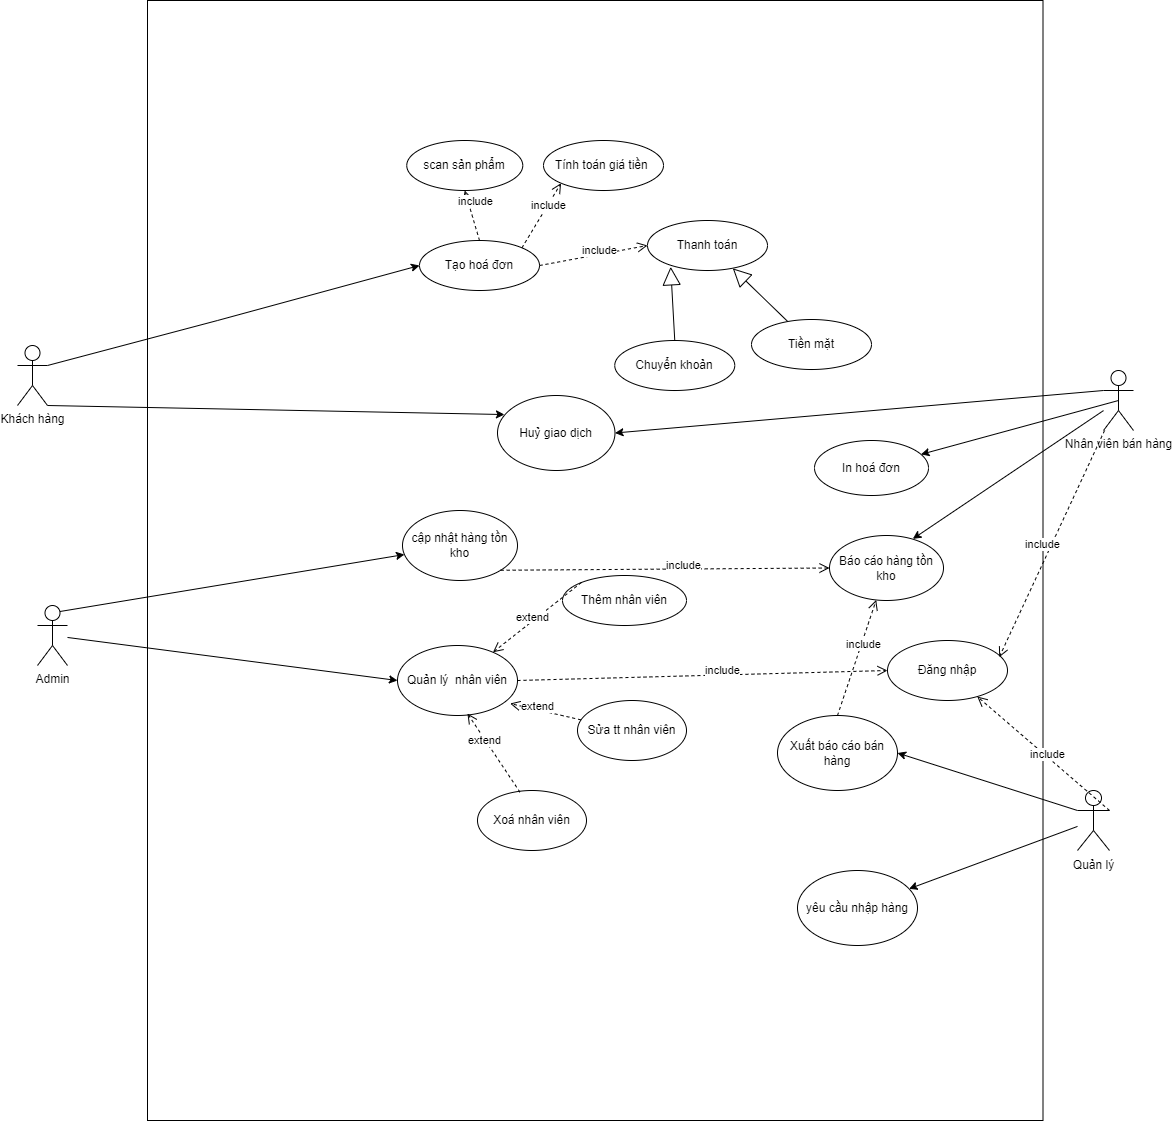 scan sản phẩm
Tính toán giá tiền
include
include
Thanh toán
include
Tạo hoá đơn
Tiền mặt
Chuyển khoản
Khách hàng
Huỷ giao dịch
Nhân viên bán hàng
In hoá đơn
cập nhật hàng tồn
kho
include
Báo cáo hàng tồn
kho
include
Thêm nhân viên
extend
include
Admin
Quản lý  nhân viên
include
Đăng nhập
extend
Sửa tt nhân viên
extend
Xuất báo cáo bán
hàng
include
Xoá nhân viên
Quản lý
yêu cầu nhập hàng